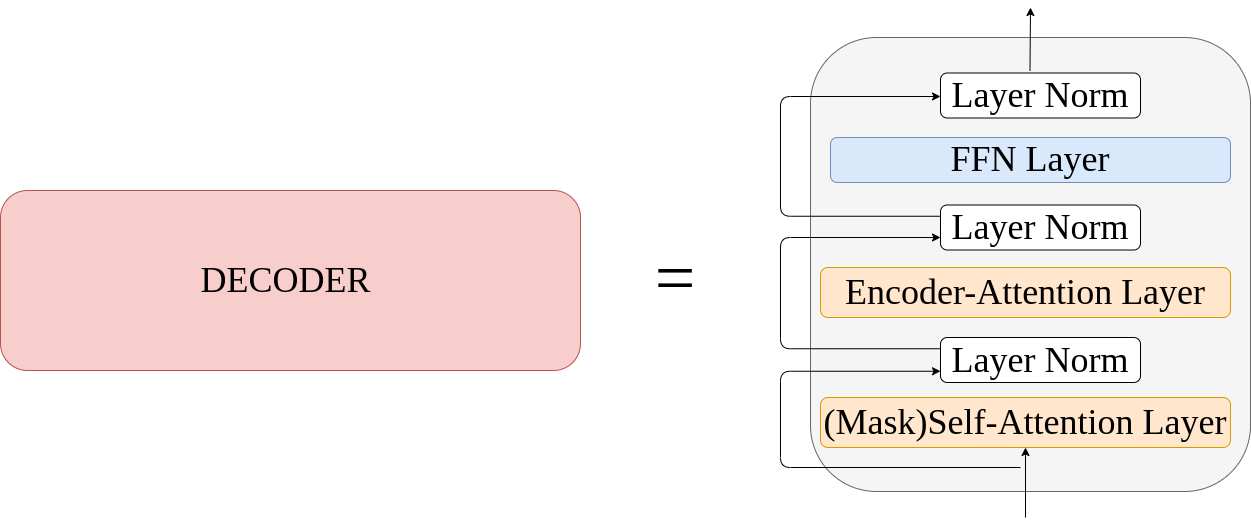 DECODER
=
Layer Norm
FFN Layer
Layer Norm
Encoder-Attention Layer
Layer Norm
(Mask)Self-Attention Layer